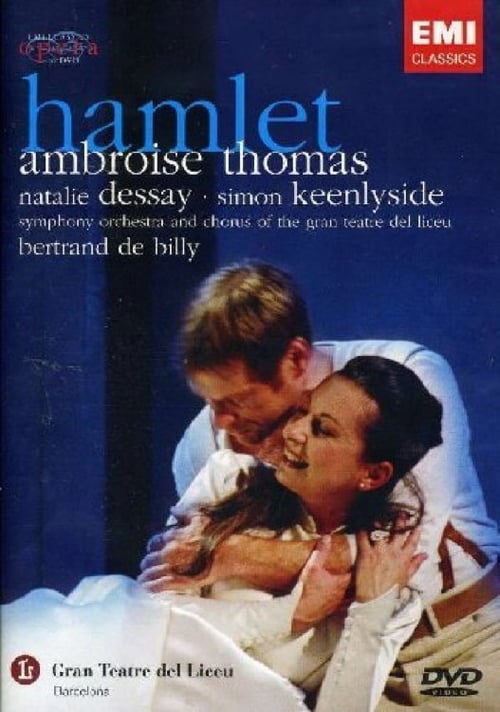 opera
EMI
CLASSICS
hamlet
ambroise thomas
natalie dessay · simon keenlyside
symphony orchestra and chorus of the gran teatre del liceu
bertrand de billy
Gran Teatre del Liceu
Barcelona
DVD
VIDEO